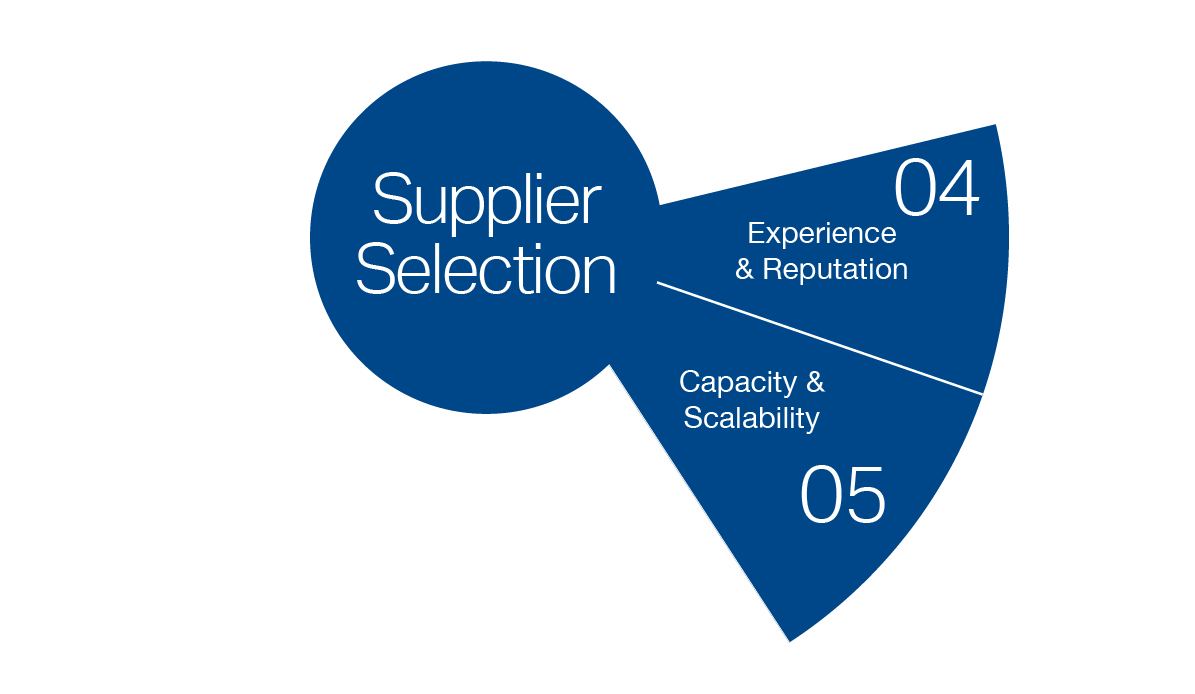 Supplier
Selection
04
Experience
& Reputation
Capacity &
Scalability
05